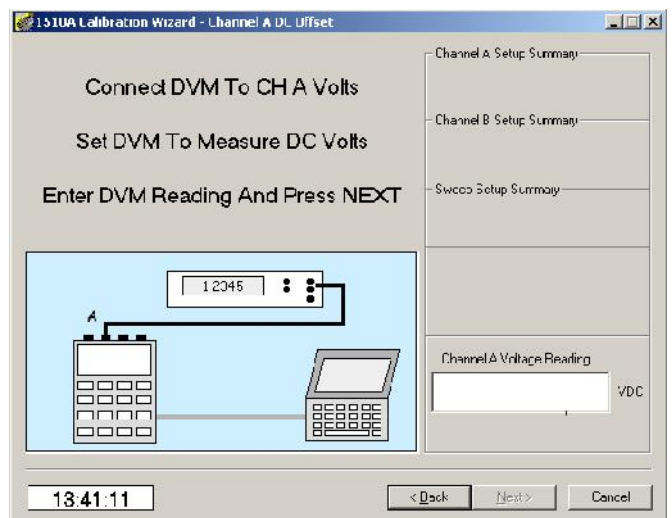 1510A Calibration Wizard - Channel A DC Offset
Connect DVM To CH A Volts
Set DVM To Measure DC Volts
Enter DVM Reading And Press NEXT
Channel A Setup Summary
Channel B Setup Summary
Sweep Setup Summary
12345
A
Channel A Voltage Reading
VDC
13:41:11
< Back
Next >
Cancel